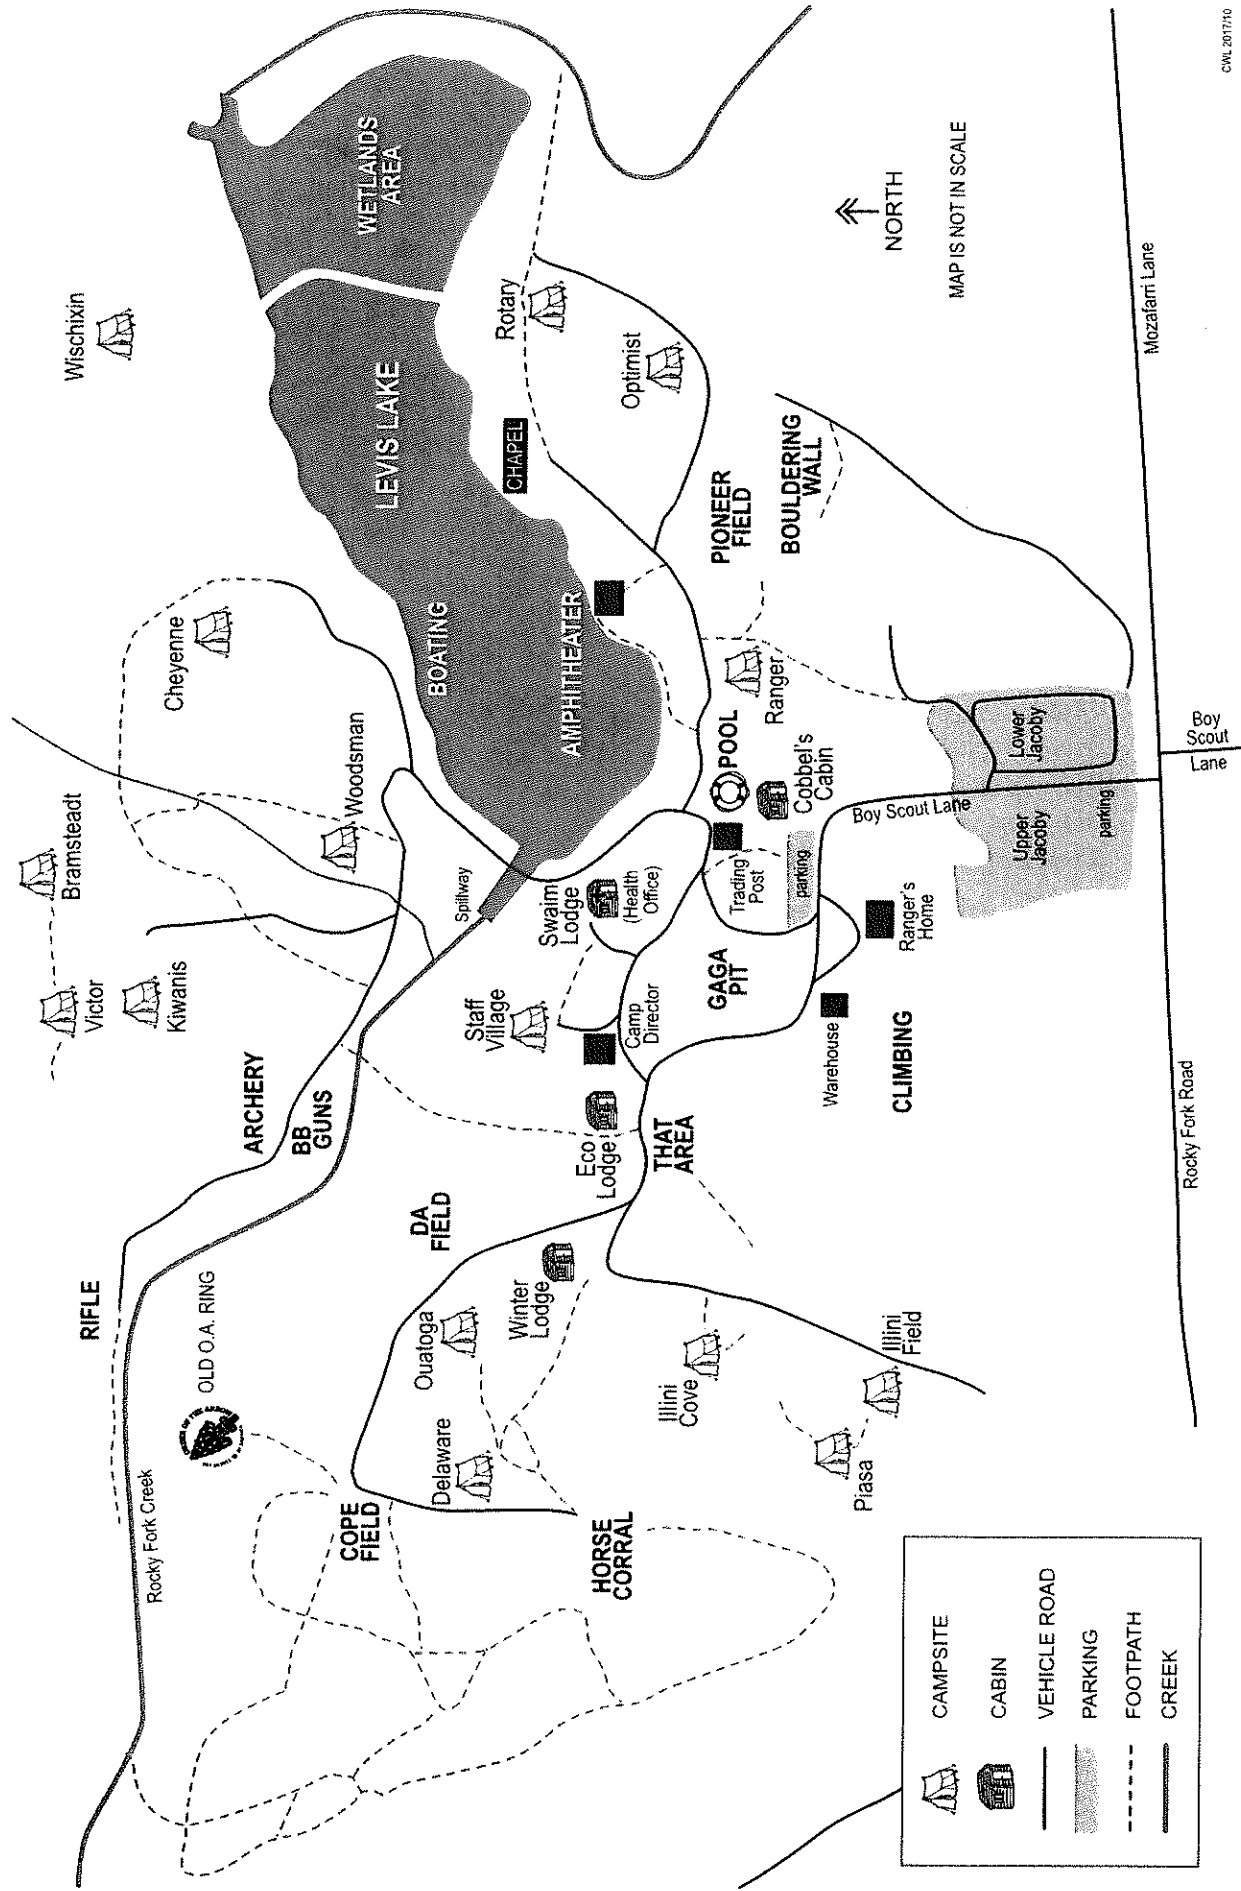 Wischixin
WETLANDS
AREA
LEVIS LAKE
Rotary
Optimist
CHAPEL
NORTH
MAP IS NOT IN SCALE
Mozafarri Lane
CWL 2017/10
Cheyenne
BOATING
AMPHITHEATER
PIONEER
FIELD
BOULDERING
WALL
Bramsteadt
Woodsman
Victor
Kiwanis
Spillway
Swaim
Lodge
(Health
Office)
POOL
Ranger
Cobbel's
Cabin
Trading
Post
parking
Boy Scout Lane
Lower
Jacoby
Upper
Jacoby
parking
Boy
Scout
Lane
Ranger's
Home
Staff
Village
Camp
Director
GAGA
PIT
Warehouse
CLIMBING
ARCHERY
BB
GUNS
Eco
Lodge
THAT
AREA
Rocky Fork Road
RIFLE
OLD O.A. RING
DA
FIELD
Ouatoga
Winter
Lodge
Illini
Cove
Illini
Field
Piasa
Delaware
COPE
FIELD
HORSE
CORRAL
Rocky Fork Creek
CAMPSITE
CABIN
VEHICLE ROAD
PARKING
FOOTPATH
CREEK